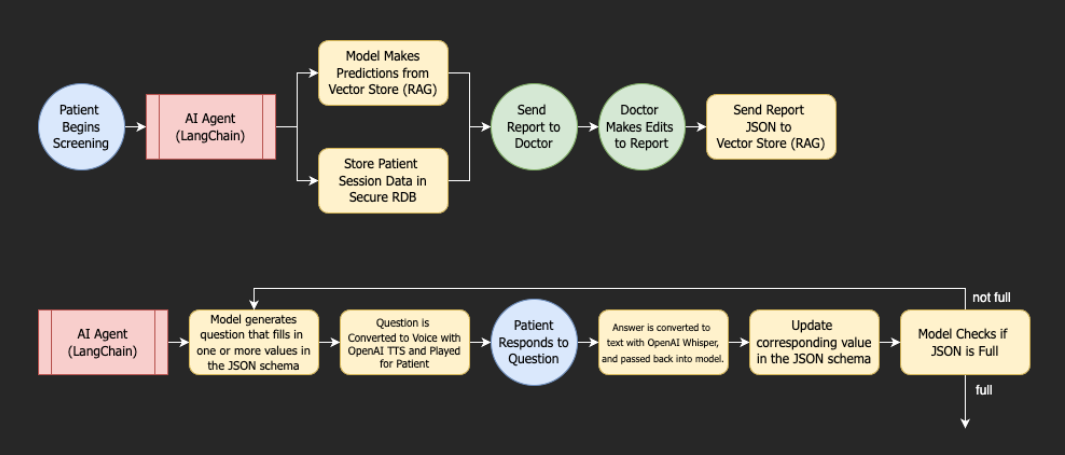 Patient
Begins
Screening
AI Agent
(LangChain)
Model Makes
Predictions from
Vector Store (RAG)
Store Patient
Session Data in
Secure RDB
Send
Report to
Doctor
Doctor
Makes Edits
to Report
Send Report
JSON to
Vector Store (RAG)
AI Agent
(LangChain)
Model generates
question that fills in
one or more values in
the JSON schema
Question is
Converted to Voice with
OpenAI TTS and Played
for Patient
Patient
Responds to
Question
Answer is converted to
text with OpenAI Whisper,
and passed back into model.
Update
corresponding value
in the JSON schema
Model Checks if
JSON is Full
not full
full